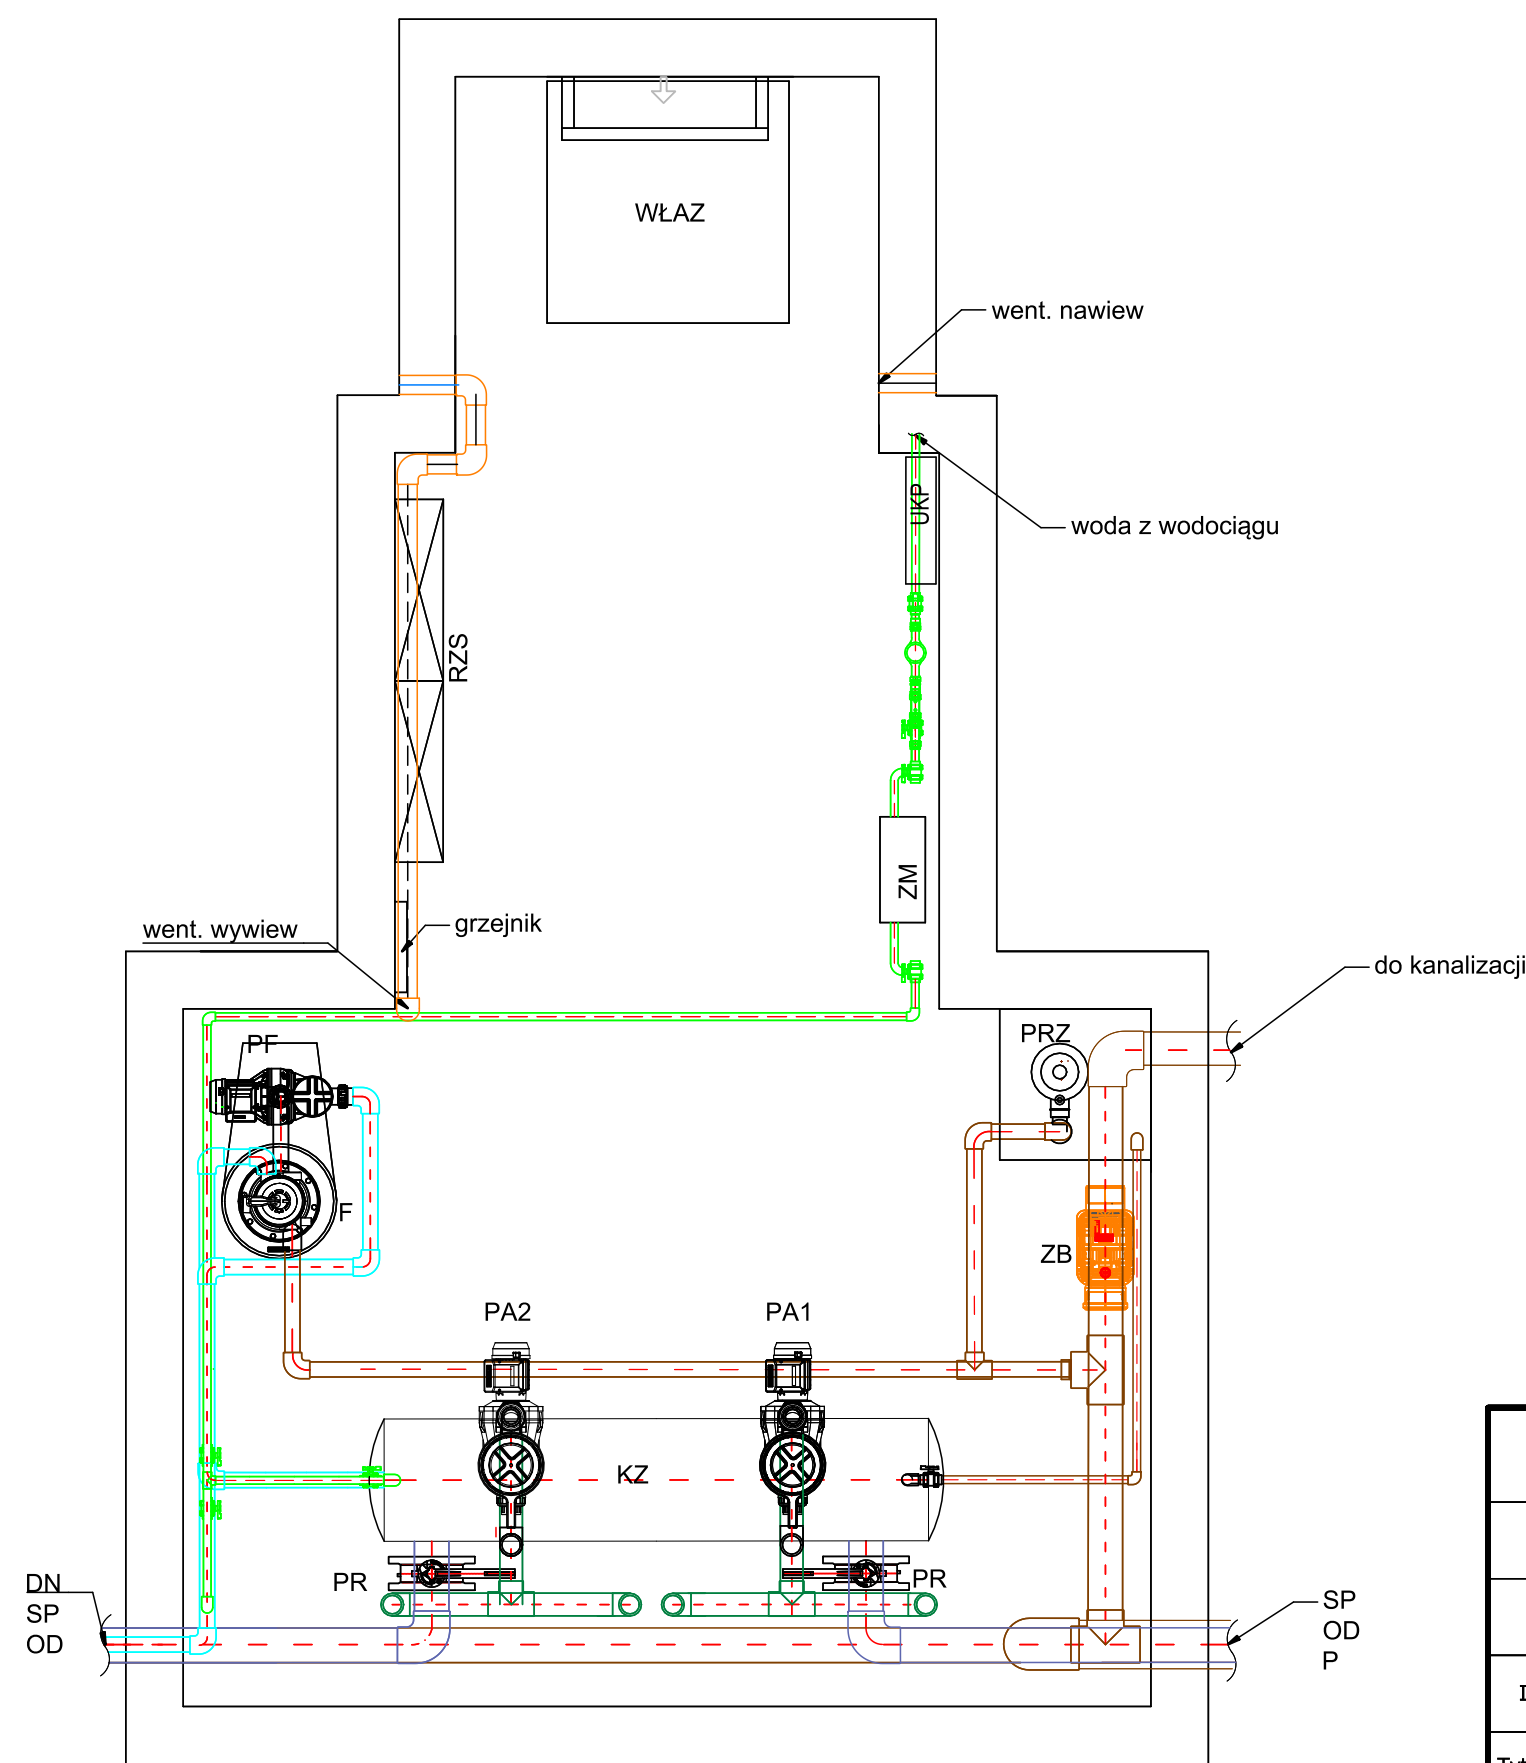 WŁAZ
went. nawiew
UKP
woda z wodociągu
RZS
ZM
went. wywiew
grzejnik
do kanalizacji
PF
PRZ
F
ZB
PA2
PA1
KZ
PR
PR
DN
SP
OD
SP
OD
P